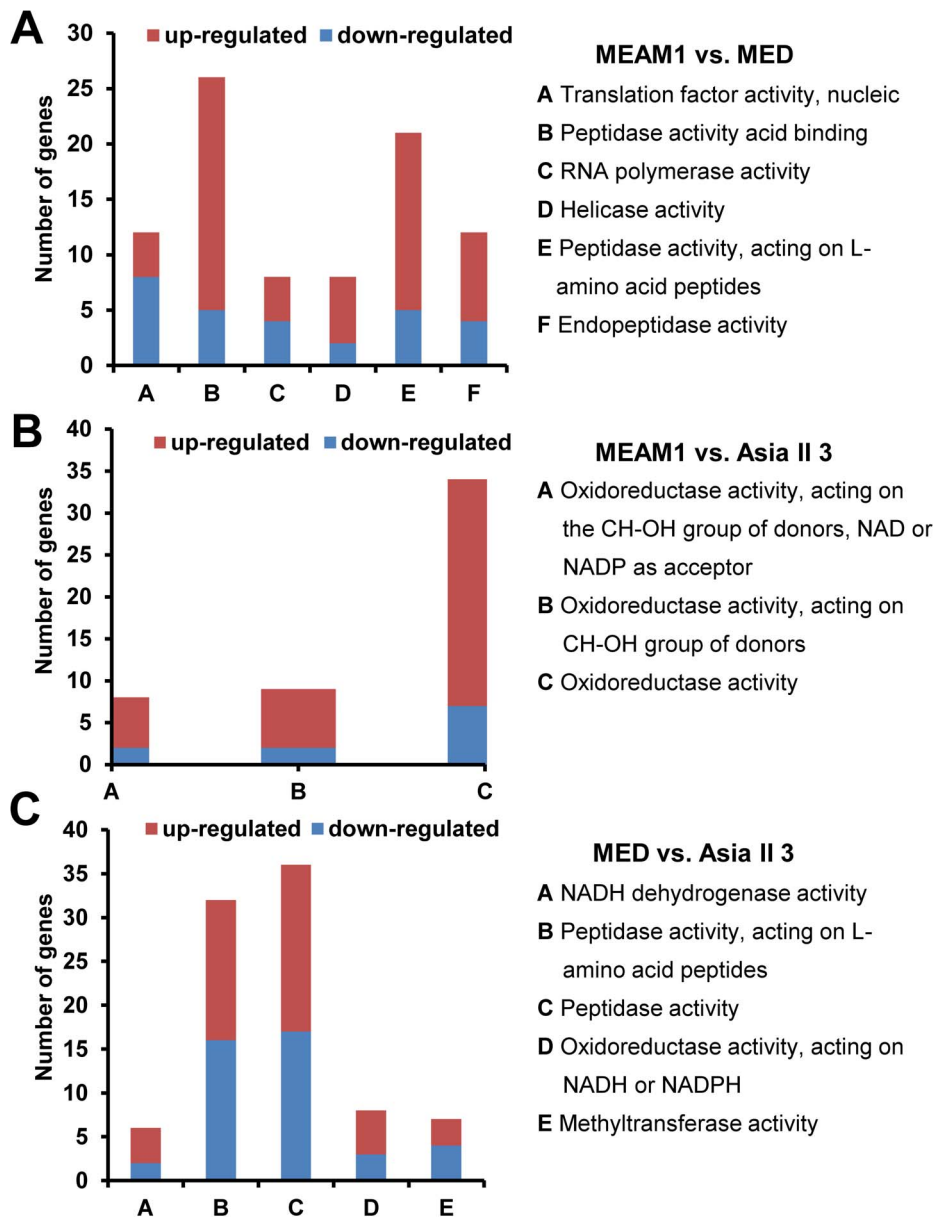 A
up-regulated down-regulated
30
25
20
15
10
5
0
Number of genes
A B C D E F
MEAM1 vs. MED
A Translation factor activity, nucleic
B Peptidase activity acid binding
C RNA polymerase activity
D Helicase activity
E Peptidase activity, acting on L-
amino acid peptides
F Endopeptidase activity
B
up-regulated down-regulated
40
35
30
25
20
15
10
5
0
Number of genes
A B C
MEAM1 vs. Asia II 3
A Oxidoreductase activity, acting on
the CH-OH group of donors, NAD or
NADP as acceptor
B Oxidoreductase activity, acting on
CH-OH group of donors
C Oxidoreductase activity
C
up-regulated down-regulated
40
35
30
25
20
15
10
5
0
Number of genes
A B C D E
MED vs. Asia II 3
A NADH dehydrogenase activity
B Peptidase activity, acting on L-
amino acid peptides
C Peptidase activity
D Oxidoreductase activity, acting on
NADH or NADPH
E Methyltransferase activity